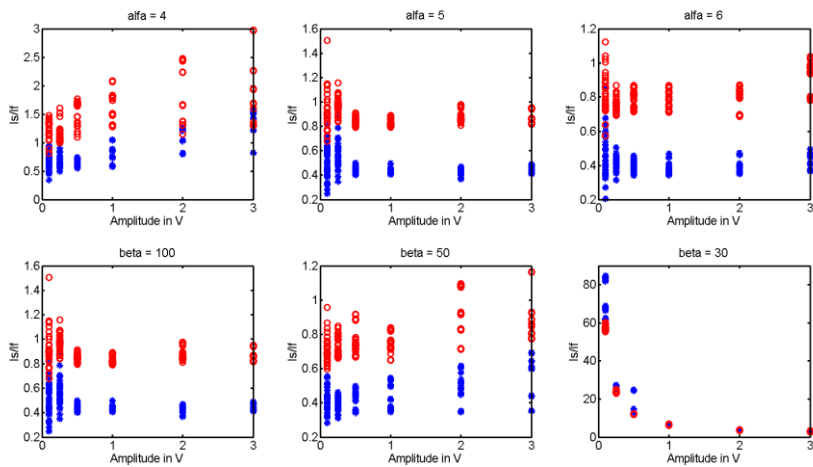 alfa = 4
3
2.5
2
1.5
1
0.5
0
Is/If
0 1 2 3
Amplitude in V
alfa = 5
1.6
1.4
1.2
1
0.8
0.6
0.4
0.2
Is/If
0 1 2 3
Amplitude in V
alfa = 6
1.2
1
0.8
0.6
0.4
0.2
Is/If
0 1 2 3
Amplitude in V
beta = 100
1.6
1.4
1.2
1
0.8
0.6
0.4
0.2
Is/If
0 1 2 3
Amplitude in V
beta = 50
1.2
1
0.8
0.6
0.4
0.2
Is/If
0 1 2 3
Amplitude in V
beta = 30
80
60
40
20
0
Is/If
0 1 2 3
Amplitude in V